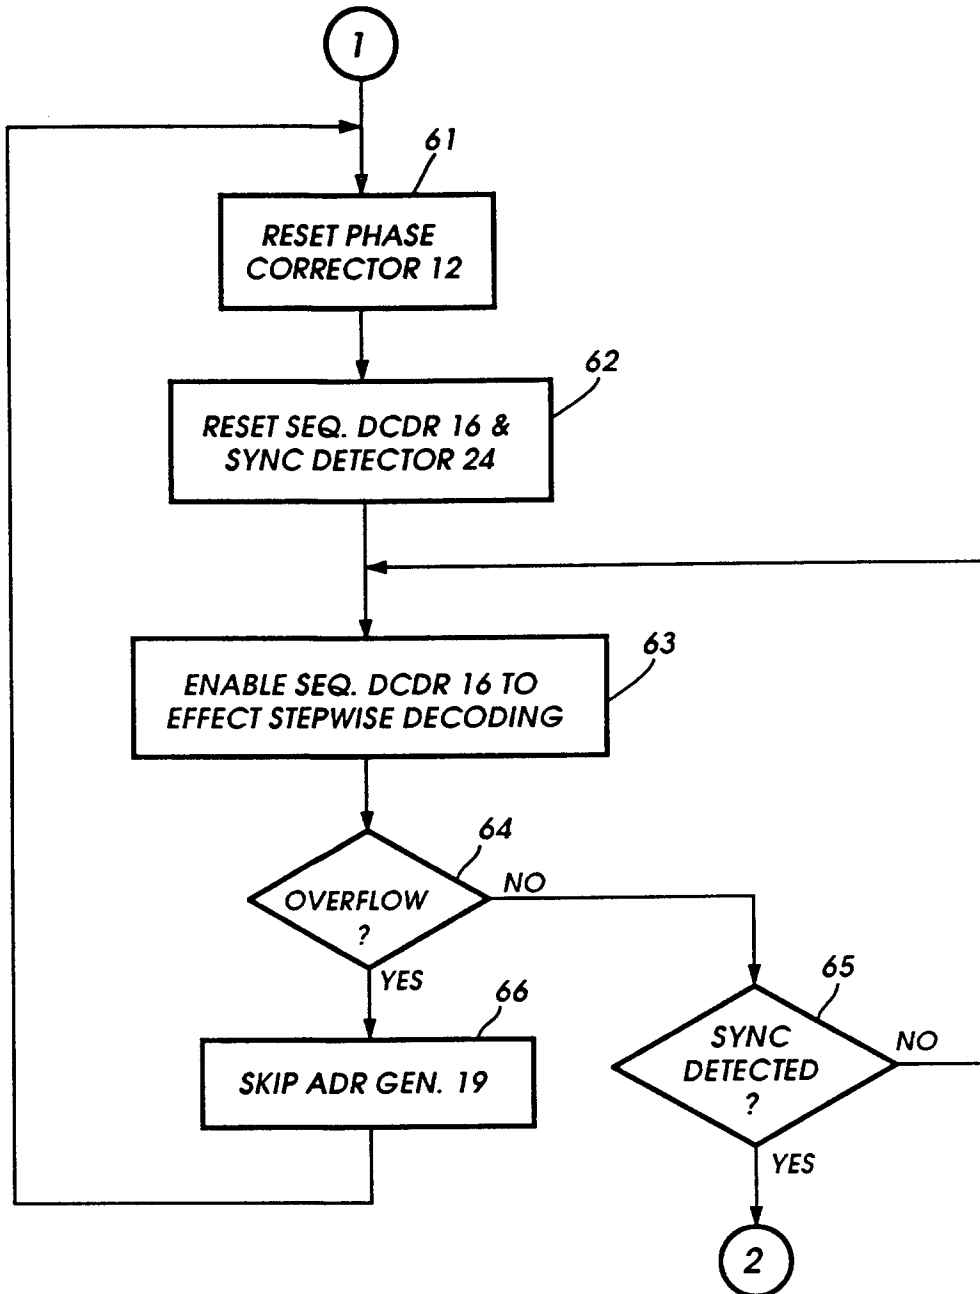 1
61
RESET PHASE
CORRECTOR 12
62
RESET SEQ. DCDR 16 &
SYNC DETECTOR 24
63
ENABLE SEQ. DCDR 16 TO
EFFECT STEPWISE DECODING
64
OVERFLOW
?
NO
YES
65
SYNC
DETECTED
?
NO
YES
66
SKIP ADR GEN. 19
2